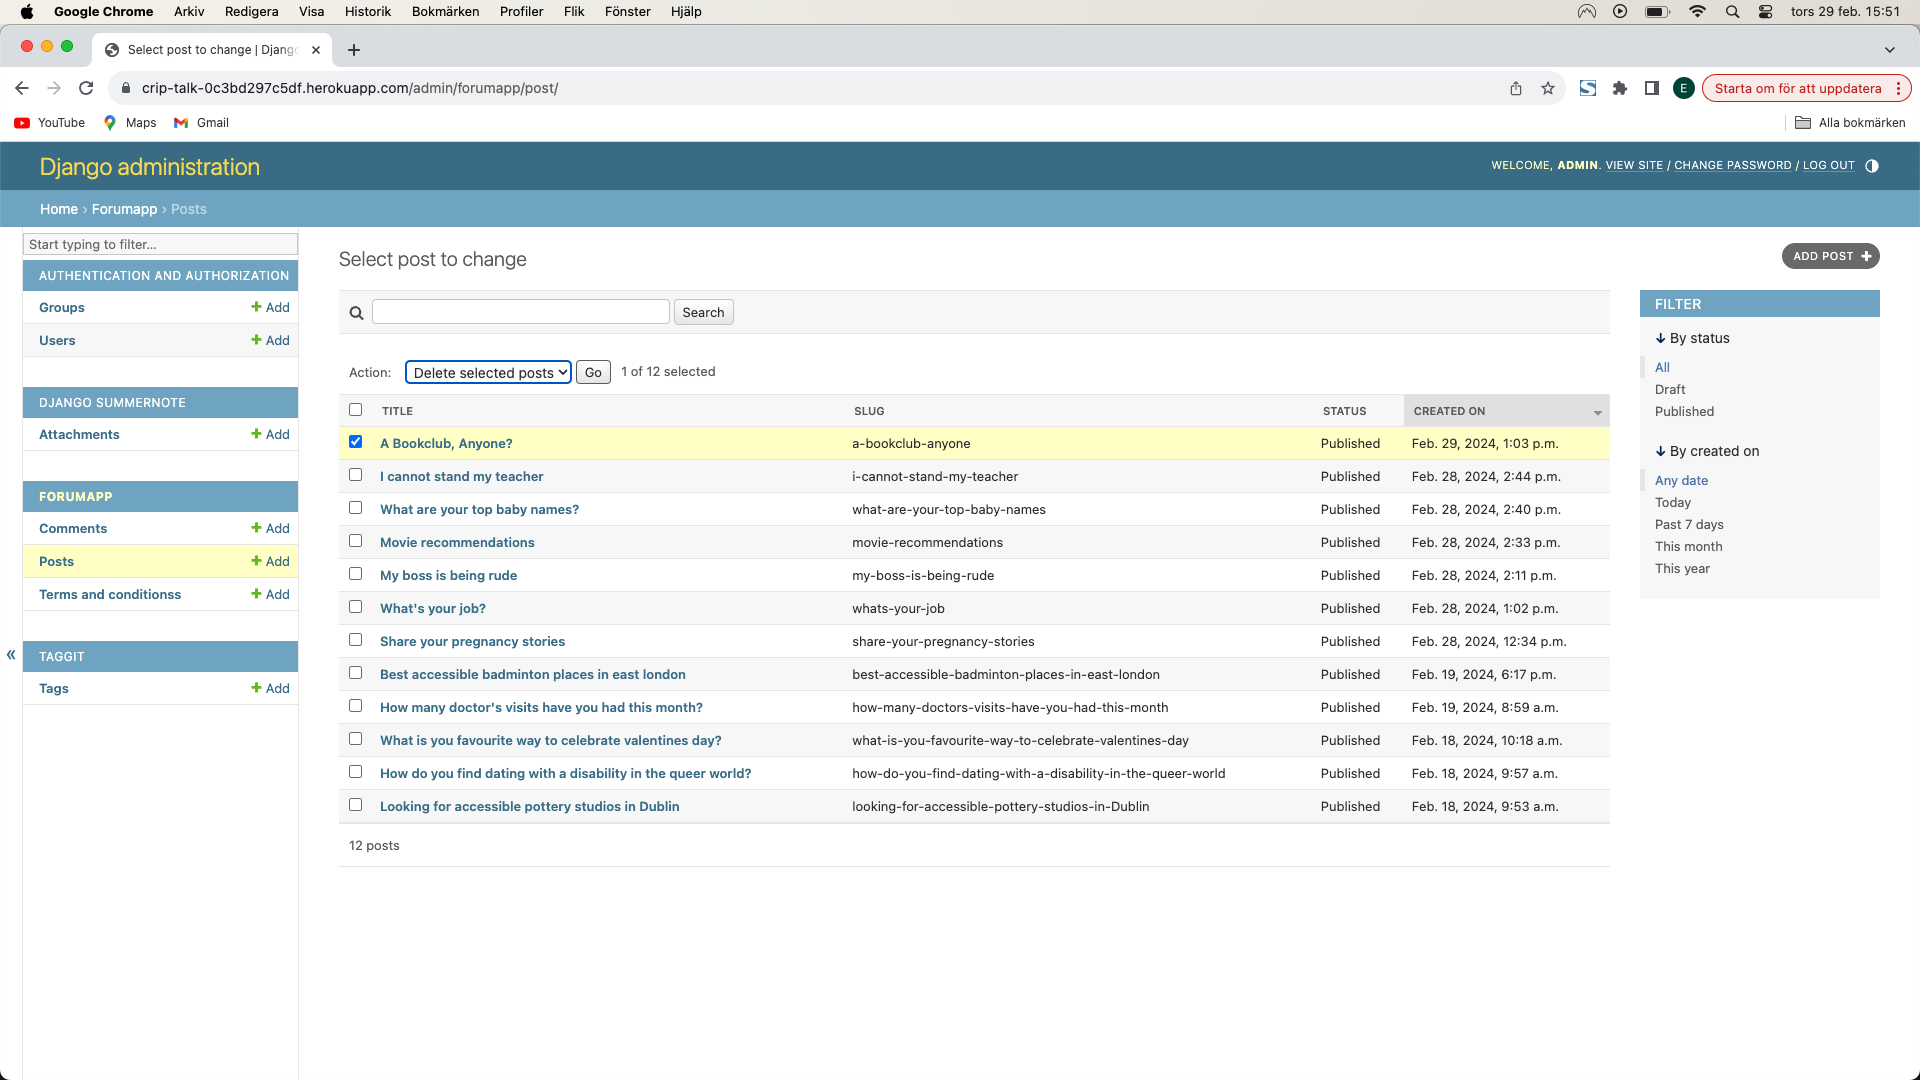 Google Chrome Arkiv Redigera Visa Historik Bokmärken Profiler Flik Fönster Hjälp tors 29 feb. 15:51
Select post to change | Django
crip-talk-0c3bd297c5df.herokuapp.com/admin/forumapp/post/ E Starta om för att uppdatera
YouTube Maps Gmail Alla bokmärken
Django administration WELCOME, ADMIN. VIEW SITE / CHANGE PASSWORD / LOG OUT
Home › Forumapp › Posts
Start typing to filter...
AUTHENTICATION AND AUTHORIZATION
Groups + Add
Users + Add
DJANGO SUMMERNOTE
Attachments + Add
FORUMAPP
Comments + Add
Posts + Add
Terms and conditionss + Add
«
TAGGIT
Tags + Add
Select post to change
ADD POST +
Search
Action: Delete selected posts Go 1 of 12 selected
TITLE SLUG STATUS CREATED ON
A Bookclub, Anyone? a-bookclub-anyone Published Feb. 29, 2024, 1:03 p.m.
I cannot stand my teacher i-cannot-stand-my-teacher Published Feb. 28, 2024, 2:44 p.m.
What are your top baby names? what-are-your-top-baby-names Published Feb. 28, 2024, 2:40 p.m.
Movie recommendations movie-recommendations Published Feb. 28, 2024, 2:33 p.m.
My boss is being rude my-boss-is-being-rude Published Feb. 28, 2024, 2:11 p.m.
What's your job? whats-your-job Published Feb. 28, 2024, 1:02 p.m.
Share your pregnancy stories share-your-pregnancy-stories Published Feb. 28, 2024, 12:34 p.m.
Best accessible badminton places in east london best-accessible-badminton-places-in-east-london Published Feb. 19, 2024, 6:17 p.m.
How many doctor's visits have you had this month? how-many-doctors-visits-have-you-had-this-month Published Feb. 19, 2024, 8:59 a.m.
What is you favourite way to celebrate valentines day? what-is-you-favourite-way-to-celebrate-valentines-day Published Feb. 18, 2024, 10:18 a.m.
How do you find dating with a disability in the queer world? how-do-you-find-dating-with-a-disability-in-the-queer-world Published Feb. 18, 2024, 9:57 a.m.
Looking for accessible pottery studios in Dublin looking-for-accessible-pottery-studios-in-Dublin Published Feb. 18, 2024, 9:53 a.m.
12 posts
FILTER
↓ By status
All
Draft
Published
↓ By created on
Any date
Today
Past 7 days
This month
This year